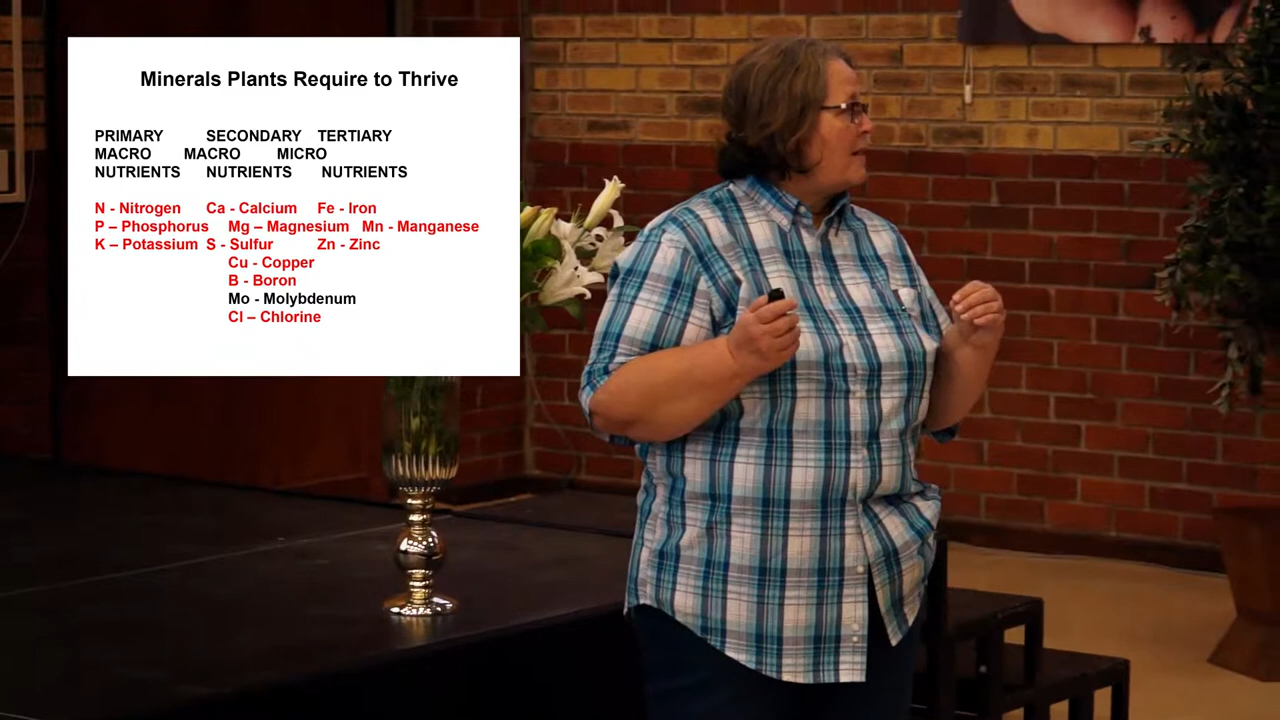 Minerals Plants Require to Thrive
PRIMARY SECONDARY TERTIARY
MACRO MACRO MICRO
NUTRIENTS NUTRIENTS NUTRIENTS
N - Nitrogen Ca - Calcium Fe - Iron
P – Phosphorus Mg – Magnesium Mn - Manganese
K – Potassium S - Sulfur Zn - Zinc
Cu - Copper
B - Boron
Mo - Molybdenum
Cl – Chlorine